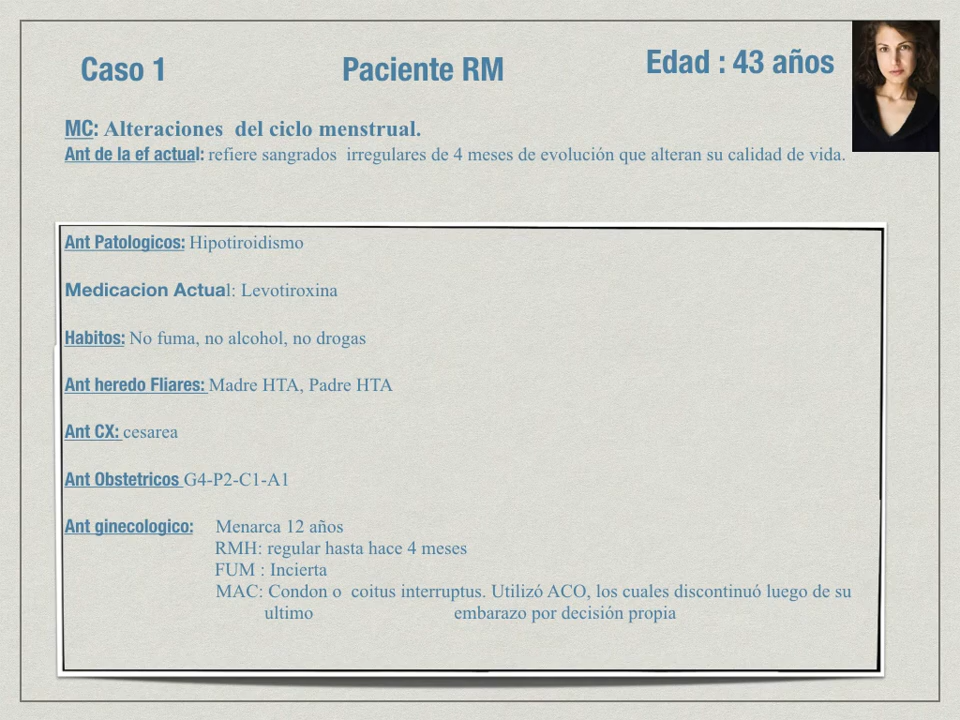 Caso 1
Paciente RM
Edad : 43 años
MC: Alteraciones del ciclo menstrual.
Ant de la ef actual: refiere sangrados irregulares de 4 meses de evolución que alteran su calidad de vida.
Ant Patologicos: Hipotiroidismo
Medicacion Actual: Levotiroxina
Habitos: No fuma, no alcohol, no drogas
Ant heredo Fliares: Madre HTA, Padre HTA
Ant CX: cesarea
Ant Obstetricos G4-P2-C1-A1
Ant ginecologico: Menarca 12 años
RMH: regular hasta hace 4 meses
FUM : Incierta
MAC: Condon o coitus interruptus. Utilizó ACO, los cuales discontinuó luego de su
ultimo embarazo por decisión propia